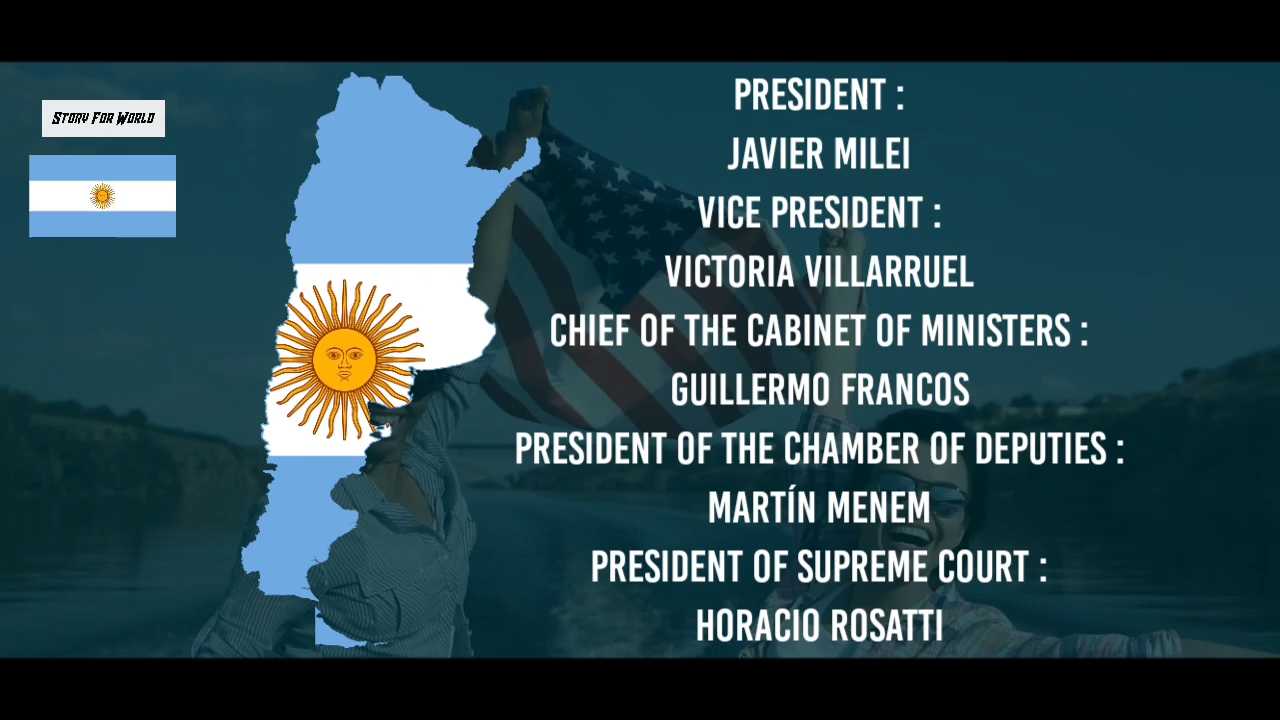 Story For World
PRESIDENT :
JAVIER MILEI
VICE PRESIDENT :
VICTORIA VILLARRUEL
CHIEF OF THE CABINET OF MINISTERS :
GUILLERMO FRANCOS
PRESIDENT OF THE CHAMBER OF DEPUTIES :
MARTÍN MENEM
PRESIDENT OF SUPREME COURT :
HORACIO ROSATTI